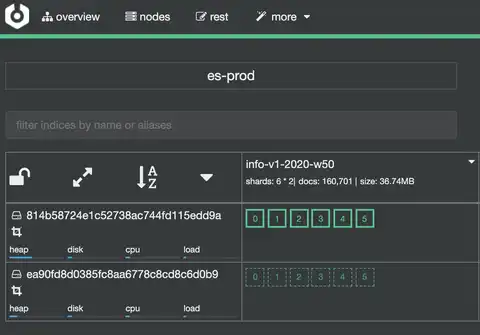 overview nodes rest more
es-prod
filter indices by name or aliases
info-v1-2020-w50
shards: 6 * 2| docs: 160,701 | size: 36.74MB
A
Z
814b58724e1c52738ac744fd115edd9a
0 1 2 3 4 5
heap disk cpu load
ea90fd8d0385fc8aa6778c8cd8c6d0b9
0 1 2 3 4 5
heap disk cpu load